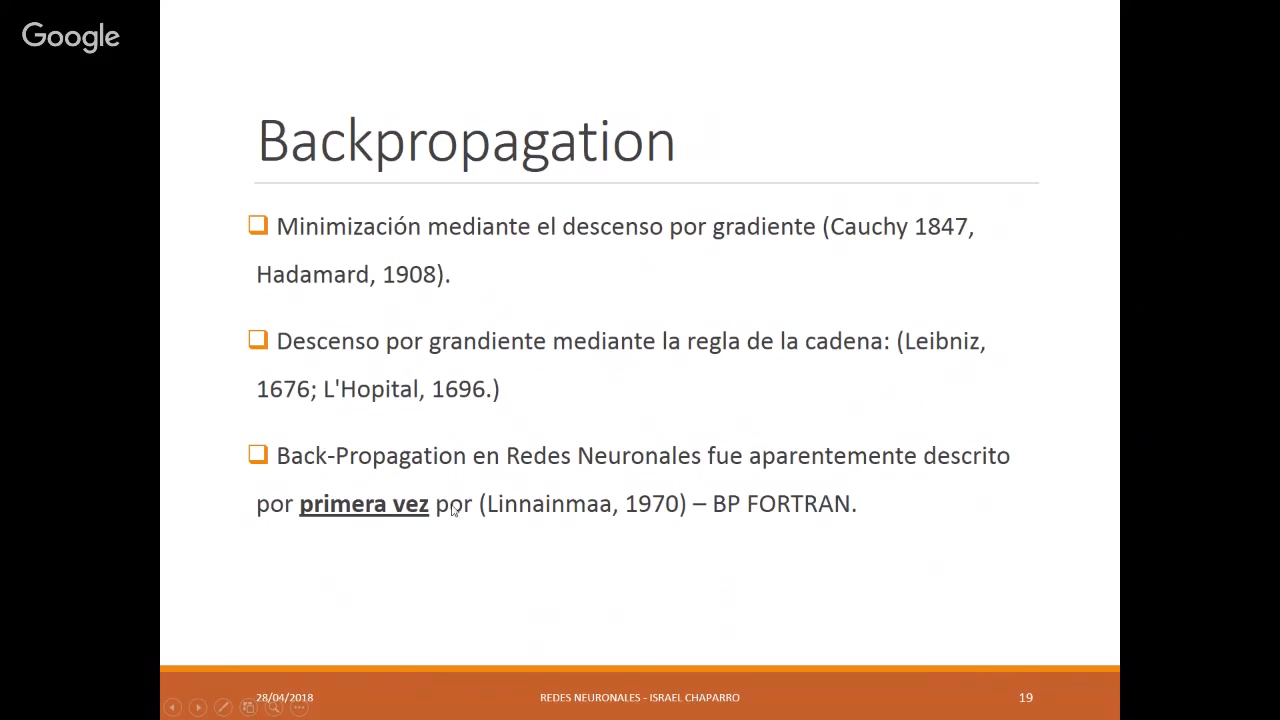 Google
Backpropagation
Minimización mediante el descenso por gradiente (Cauchy 1847,
Hadamard, 1908).
Descenso por grandiente mediante la regla de la cadena: (Leibniz,
1676; L'Hopital, 1696.)
Back-Propagation en Redes Neuronales fue aparentemente descrito
por primera vez por (Linnainmaa, 1970) – BP FORTRAN.
28/04/2018
REDES NEURONALES - ISRAEL CHAPARRO
19